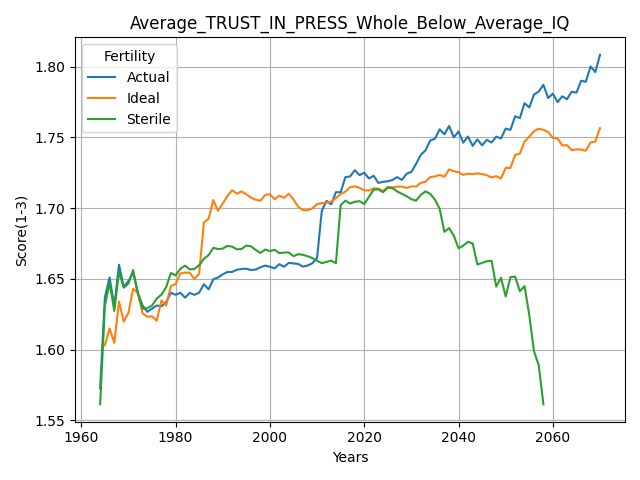 Average_TRUST_IN_PRESS_Whole_Below_Average_IQ
Fertility
Actual
Ideal
Sterile
Score(1-3)
1.80
1.75
1.70
1.65
1.60
1.55
1960 1980 2000 2020 2040 2060
Years